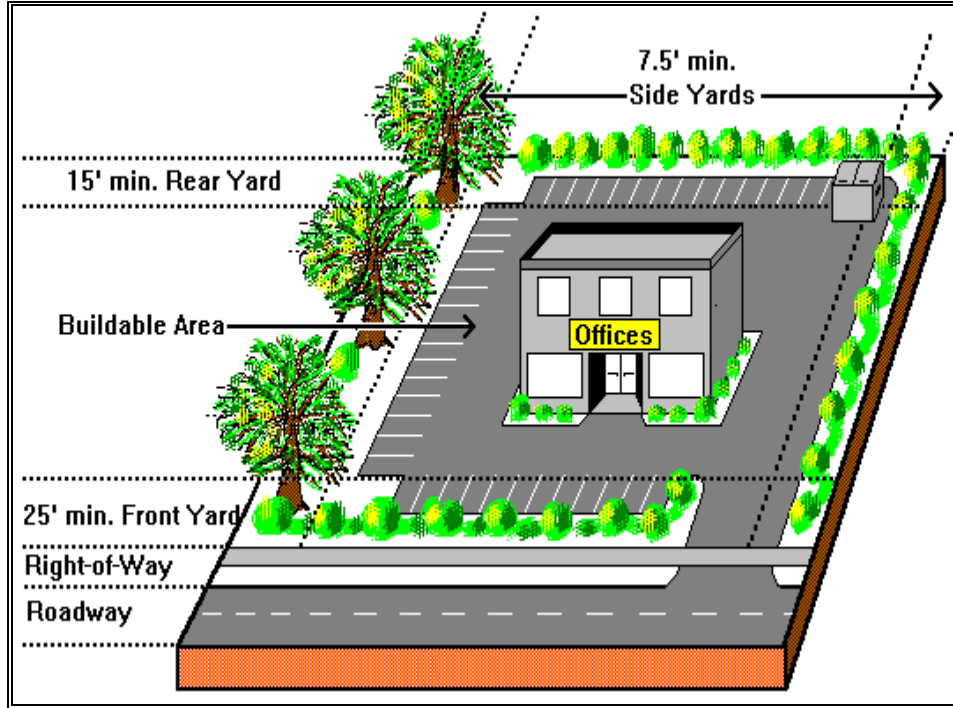 7.5' min.
Side Yards
15' min. Rear Yard
Buildable Area
Offices
25' min. Front Yard
Right-of-Way
Roadway